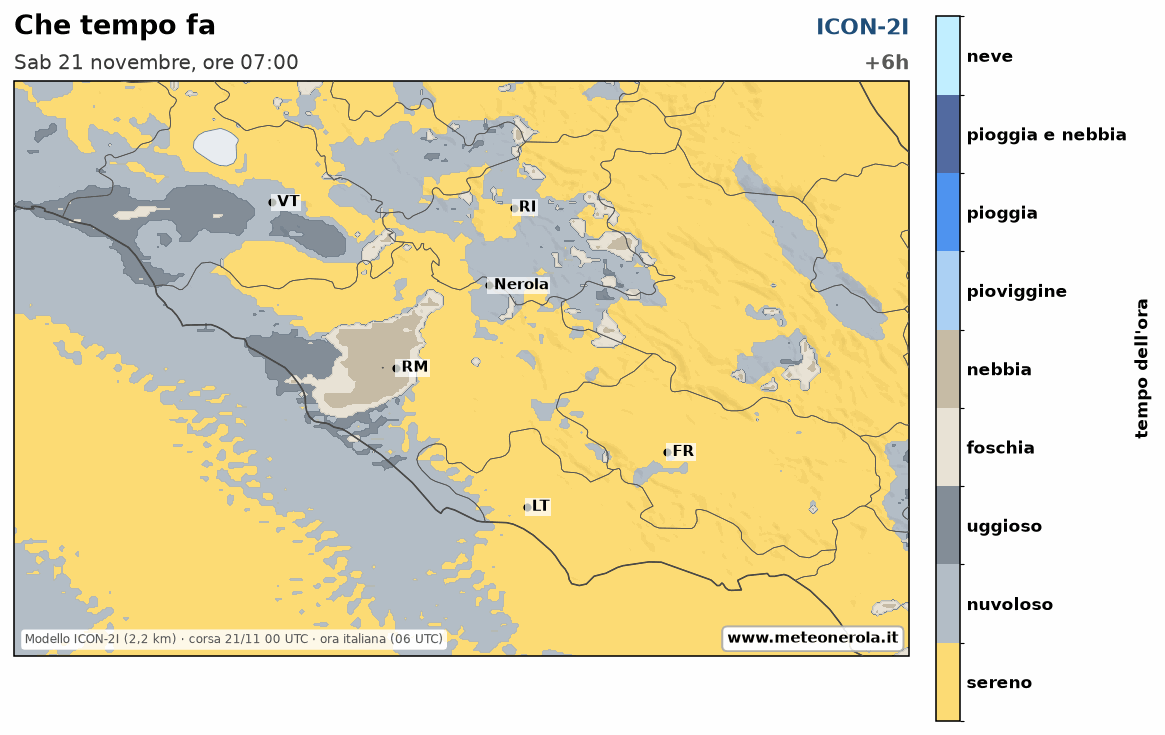 Che tempo fa
ICON-2I
Sab 21 novembre, ore 07:00
+6h
VT
RI
Nerola
RM
FR
LT
Modello ICON-2I (2,2 km) · corsa 21/11 00 UTC · ora italiana (06 UTC)
www.meteonerola.it
neve
pioggia e nebbia
pioggia
pioviggine
nebbia
foschia
uggioso
nuvoloso
sereno
tempo dell'ora